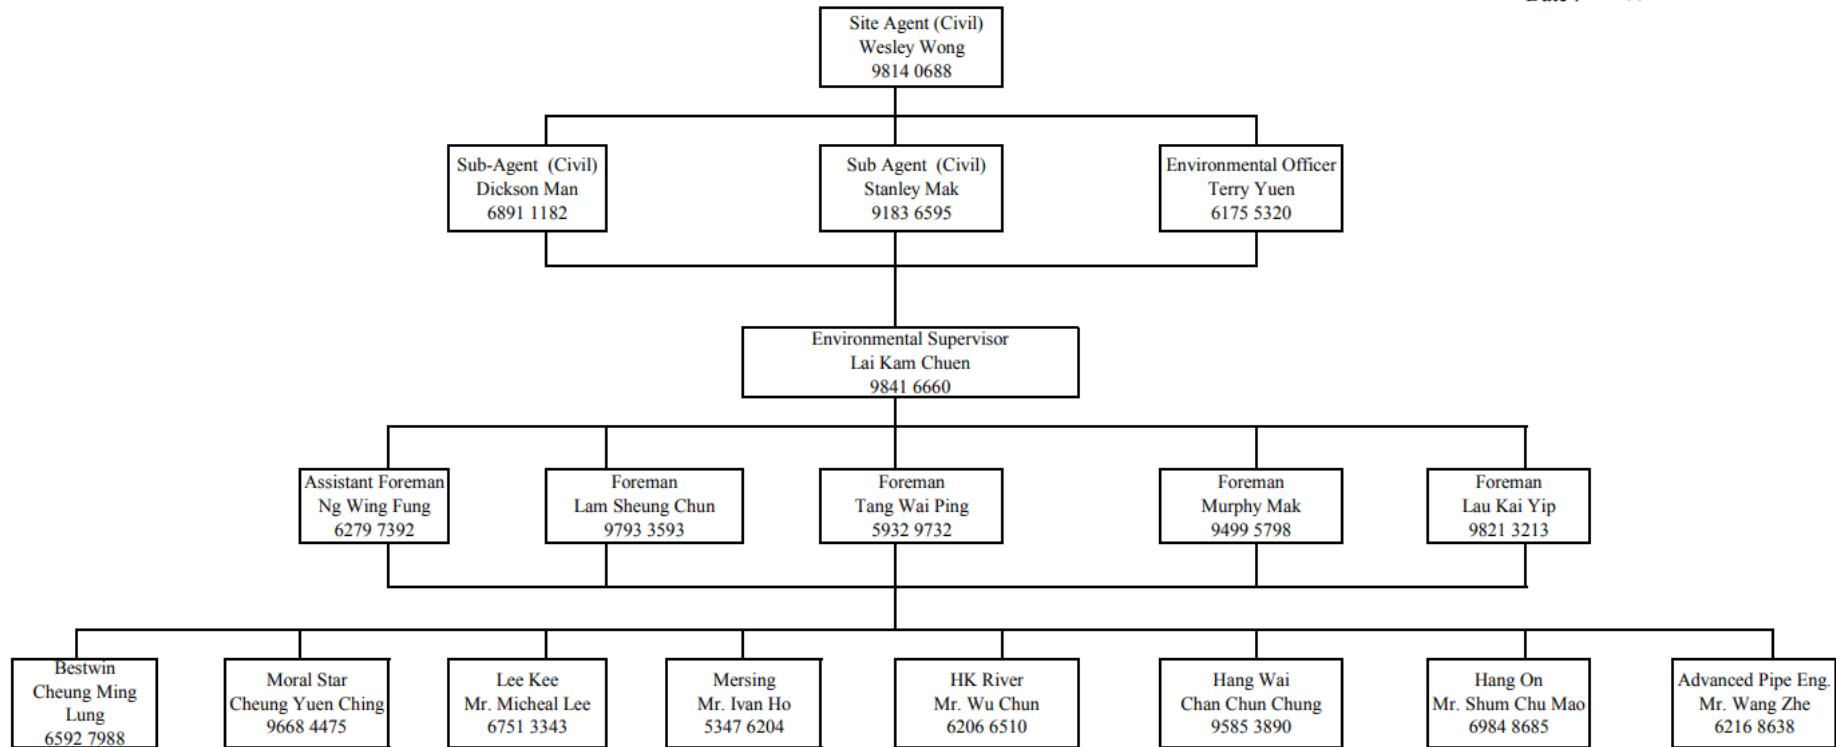 Date :
Site Agent (Civil)
Wesley Wong
9814 0688
Sub-Agent (Civil)
Dickson Man
6891 1182
Sub Agent (Civil)
Stanley Mak
9183 6595
Environmental Officer
Terry Yuen
6175 5320
Environmental Supervisor
Lai Kam Chuen
9841 6660
Assistant Foreman
Ng Wing Fung
6279 7392
Foreman
Lam Sheung Chun
9793 3593
Foreman
Tang Wai Ping
5932 9732
Foreman
Murphy Mak
9499 5798
Foreman
Lau Kai Yip
9821 3213
Bestwin
Cheung Ming
Lung
6592 7988
Moral Star
Cheung Yuen Ching
9668 4475
Lee Kee
Mr. Micheal Lee
6751 3343
Mersing
Mr. Ivan Ho
5347 6204
HK River
Mr. Wu Chun
6206 6510
Hang Wai
Chan Chun Chung
9585 3890
Hang On
Mr. Shum Chu Mao
6984 8685
Advanced Pipe Eng.
Mr. Wang Zhe
6216 8638